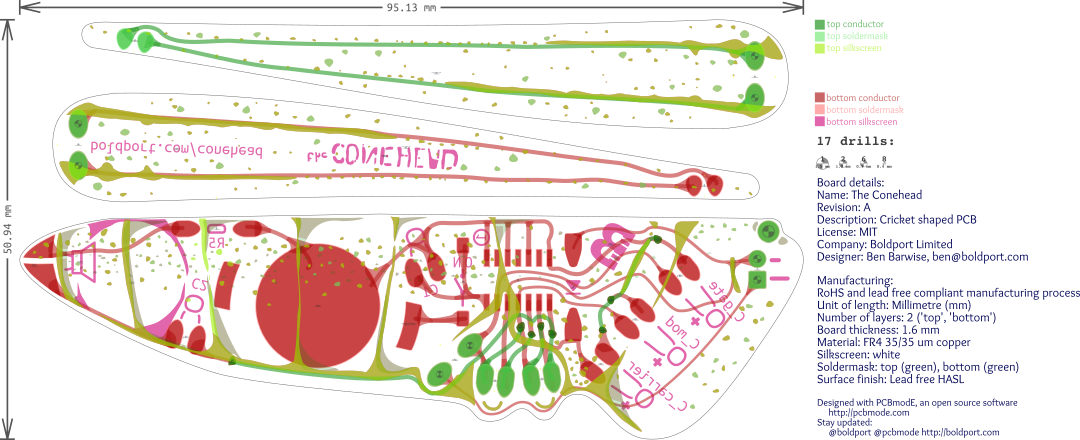 95.13 mm
50.94 mm
boldport.com/conehead
the CONEHEAD
R5
C2
C1
C_gate
mod_C
C_carrier
top conductor
top soldermask
top silkscreen
bottom conductor
bottom soldermask
bottom silkscreen
17 drills:
Board details:
Name: The Conehead
Revision: A
Description: Cricket shaped PCB
License: MIT
Company: Boldport Limited
Designer: Ben Barwise, ben@boldport.com
Manufacturing:
RoHS and lead free compliant manufacturing process
Unit of length: Millimetre (mm)
Number of layers: 2 ('top', 'bottom')
Board thickness: 1.6 mm
Material: FR4 35/35 um copper
Silkscreen: white
Soldermask: top (green), bottom (green)
Surface finish: Lead free HASL
Designed with PCBmodE, an open source software
http://pcbmode.com
Stay updated:
@boldport @pcbmode http://boldport.com